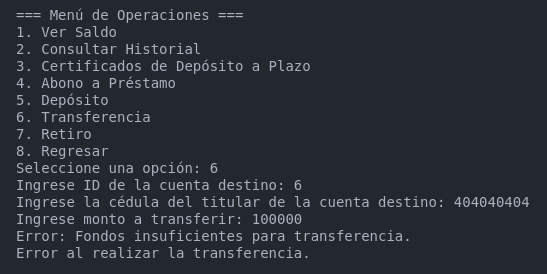 === Menú de Operaciones ===
1. Ver Saldo
2. Consultar Historial
3. Certificados de Depósito a Plazo
4. Abono a Préstamo
5. Depósito
6. Transferencia
7. Retiro
8. Regresar
Seleccione una opción: 6
Ingrese ID de la cuenta destino: 6
Ingrese la cédula del titular de la cuenta destino: 404040404
Ingrese monto a transferir: 100000
Error: Fondos insuficientes para transferencia.
Error al realizar la transferencia.